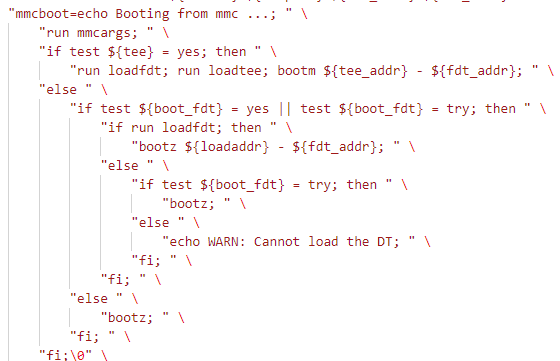 "mmcboot=echo Booting from mmc ...; " \
"run mmcargs; " \
"if test ${tee} = yes; then " \
"run loadfdt; run loadtee; bootm ${tee_addr} - ${fdt_addr}; " \
"else " \
"if test ${boot_fdt} = yes || test ${boot_fdt} = try; then " \
"if run loadfdt; then " \
"bootz ${loadaddr} - ${fdt_addr}; " \
"else " \
"if test ${boot_fdt} = try; then " \
"bootz; " \
"else " \
"echo WARN: Cannot load the DT; " \
"fi; " \
"fi; " \
"else " \
"bootz; " \
"fi; " \
"fi;\0" \